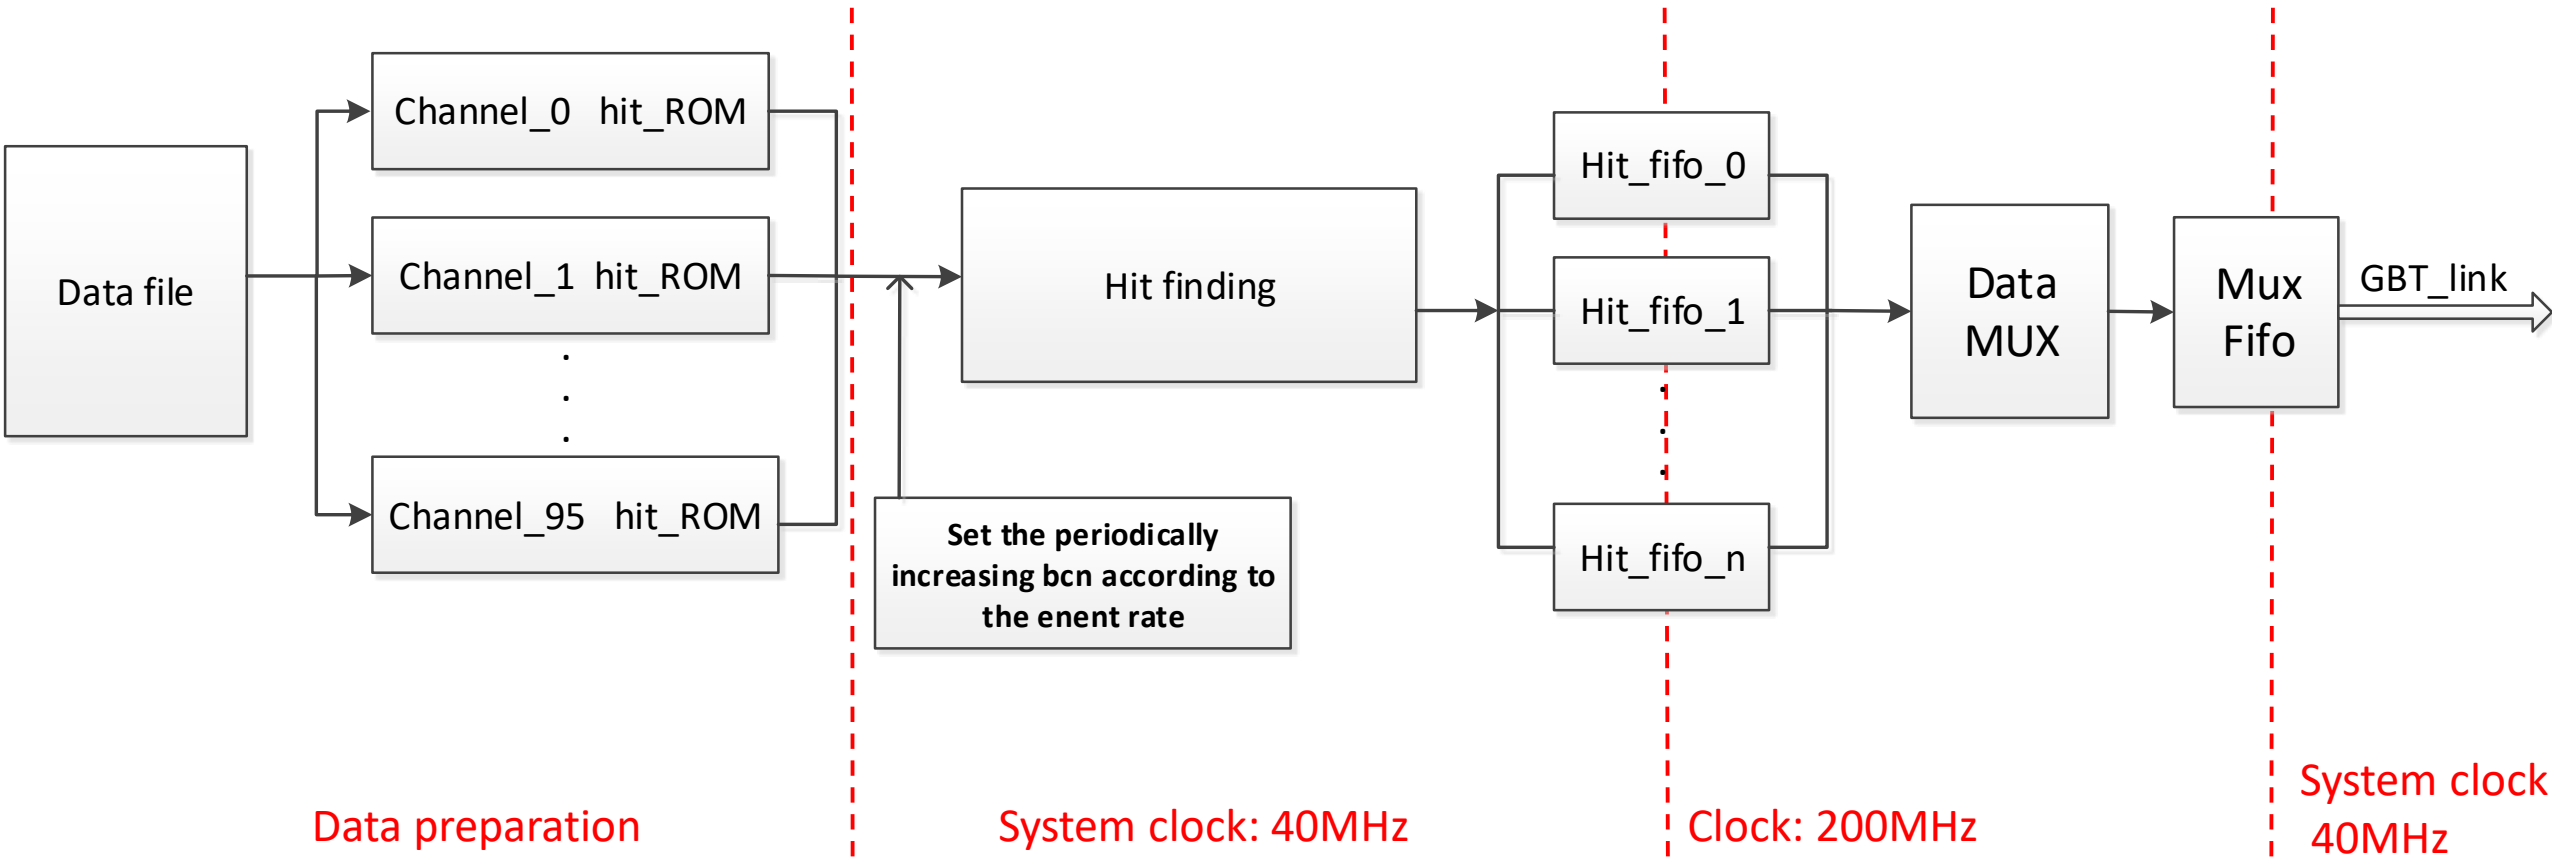 Data file
Channel_0 hit_ROM
Channel_1 hit_ROM
.
.
.
Channel_95 hit_ROM
Set the periodically
increasing bcn according to
the enent rate
Hit finding
Hit_fifo_0
Hit_fifo_1
.
.
.
Hit_fifo_n
Data
MUX
Mux
Fifo
GBT_link
Data preparation
System clock: 40MHz
Clock: 200MHz
System clock
40MHz